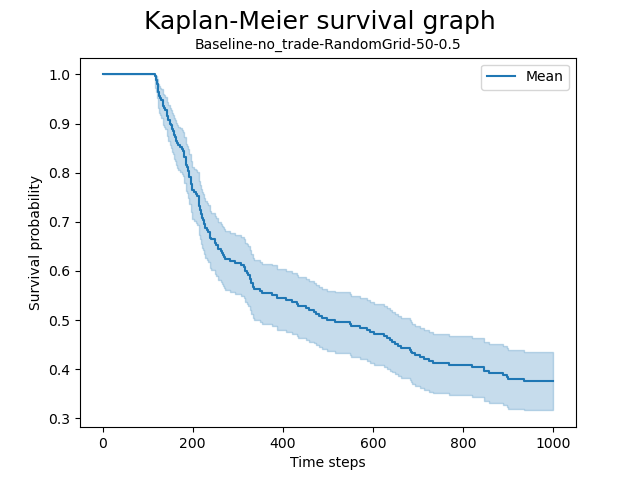 Kaplan-Meier survival graph
Baseline-no_trade-RandomGrid-50-0.5
Mean
Survival probability
1.0
0.9
0.8
0.7
0.6
0.5
0.4
0.3
0 200 400 600 800 1000
Time steps